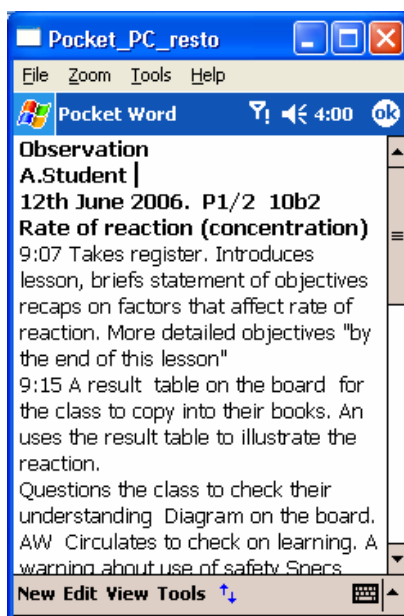 Pocket_PC_resto
File Zoom Tools Help
Pocket Word 4:00 ok
Observation
A.Student
12th June 2006. P1/2 10b2
Rate of reaction (concentration)
9:07 Takes register. Introduces
lesson, briefs statement of objectives
recaps on factors that affect rate of
reaction. More detailed objectives "by
the end of this lesson"
9:15 A result table on the board for
the class to copy into their books. An
uses the result table to illustrate the
reaction.
Questions the class to check their
understanding Diagram on the board.
AW Circulates to check on learning. A
warning about use of safety Specs
New Edit View Tools